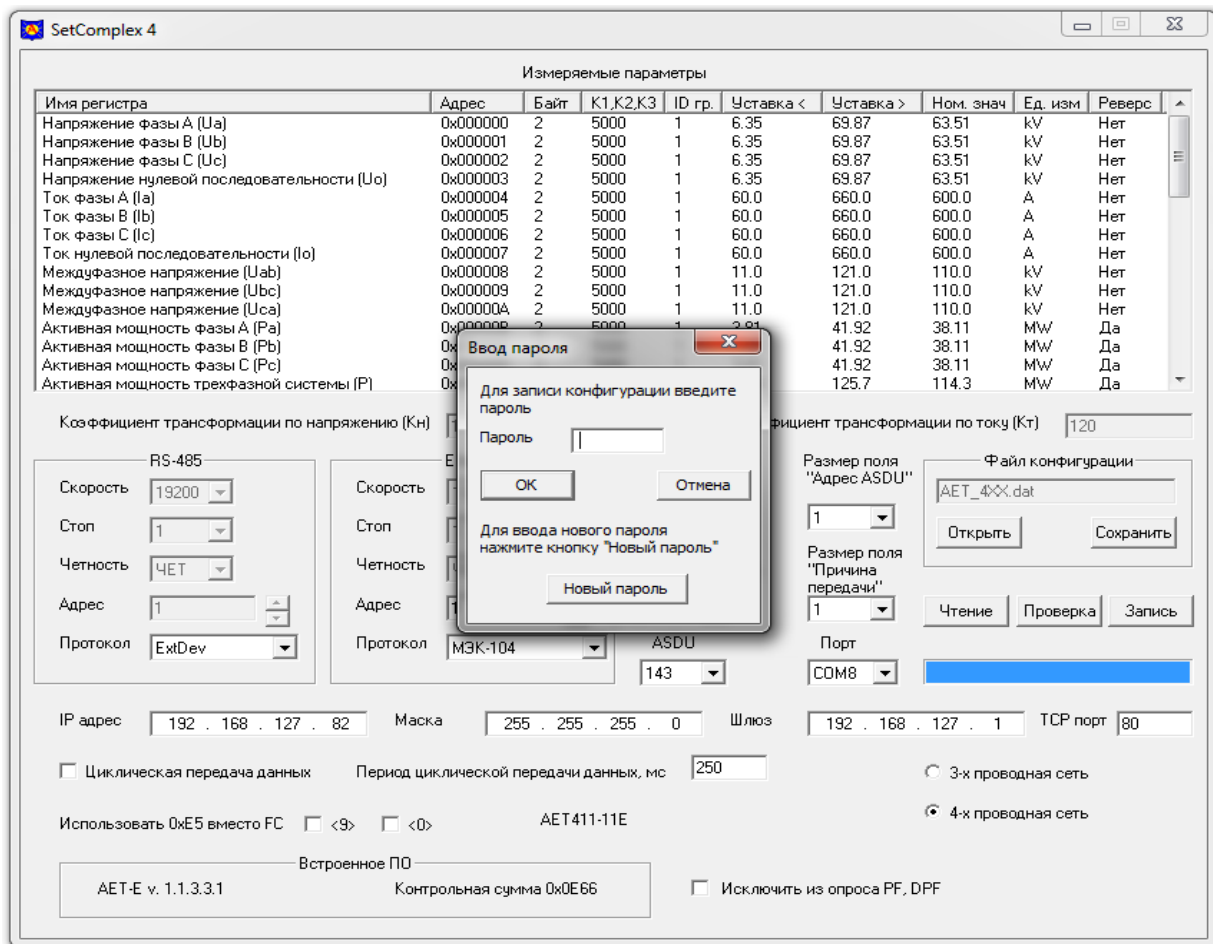 SetComplex 4
Измеряемые параметры
Имя регистра Адрес Байт K1,K2,K3 ID гр. Уставка < Уставка > Ном. знач Ед. изм Реверс
Напряжение фазы A (Ua) 0x000000 2 5000 1 6.35 69.87 63.51 kV Нет
Напряжение фазы B (Ub) 0x000001 2 5000 1 6.35 69.87 63.51 kV Нет
Напряжение фазы C (Uc) 0x000002 2 5000 1 6.35 69.87 63.51 kV Нет
Напряжение нулевой последовательности (Uo) 0x000003 2 5000 1 6.35 69.87 63.51 kV Нет
Ток фазы A (Ia) 0x000004 2 5000 1 60.0 660.0 600.0 A Нет
Ток фазы B (Ib) 0x000005 2 5000 1 60.0 660.0 600.0 A Нет
Ток фазы C (Ic) 0x000006 2 5000 1 60.0 660.0 600.0 A Нет
Ток нулевой последовательности (Io) 0x000007 2 5000 1 60.0 660.0 600.0 A Нет
Междуфазное напряжение (Uab) 0x000008 2 5000 1 11.0 121.0 110.0 kV Нет
Междуфазное напряжение (Ubc) 0x000009 2 5000 1 11.0 121.0 110.0 kV Нет
Междуфазное напряжение (Uca) 0x00000A 2 5000 1 11.0 121.0 110.0 kV Нет
Активная мощность фазы A (Pa) 0x00000B 2 5000 1 3.81 41.92 38.11 MW Да
Активная мощность фазы B (Pb) 0x 41.92 38.11 MW Да
Активная мощность фазы C (Pc) 0x 41.92 38.11 MW Да
Активная мощность трехфазной системы (P) 0x 125.7 114.3 MW Да
Ввод пароля
Для записи конфигурации введите
пароль
Пароль
OK Отмена
Для ввода нового пароля
нажмите кнопку "Новый пароль"
Новый пароль
Коэффициент трансформации по напряжению (Кн) фициент трансформации по току (Кт) 120
RS-485
Скорость 19200
Стоп 1
Четность ЧЕТ
Адрес 1
Протокол ExtDev
E
Скорость
Стоп
Четность
Адрес
Протокол МЭК-104
ASDU
143
Размер поля
"Адрес ASDU"
1
Размер поля
"Причина
передачи"
1
Порт
COM8
Файл конфигурации
AET_4XX.dat
Открыть Сохранить
Чтение Проверка Запись
IP адрес 192 . 168 . 127 . 82 Маска 255 . 255 . 255 . 0 Шлюз 192 . 168 . 127 . 1 TCP порт 80
Циклическая передача данных Период циклической передачи данных, мс 250 3-х проводная сеть
Использовать 0xE5 вместо FC <9> <0> AET411-11E 4-х проводная сеть
Встроенное ПО
AET-E v. 1.1.3.3.1 Контрольная сумма 0x0E66
Исключить из опроса PF, DPF